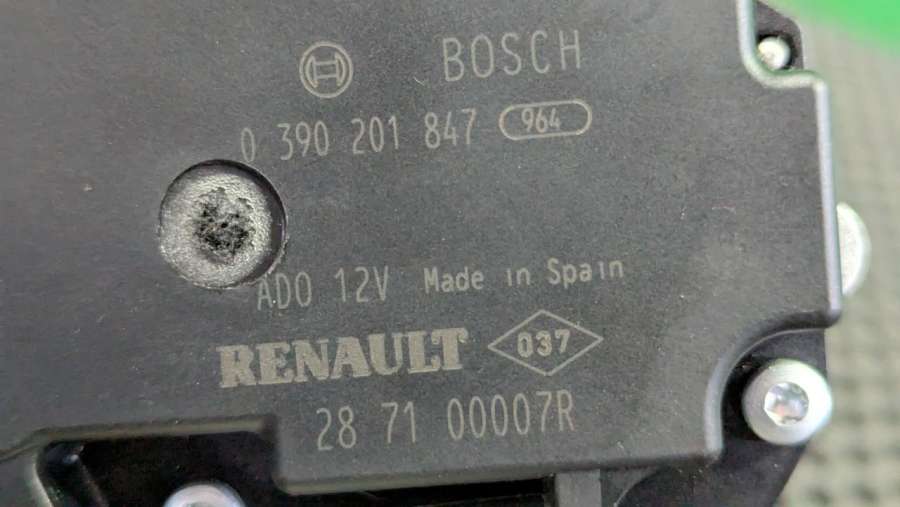 BOSCH
0 390 201 847 964
ADO 12V Made in Spain
RENAULT 037
28 71 00007R